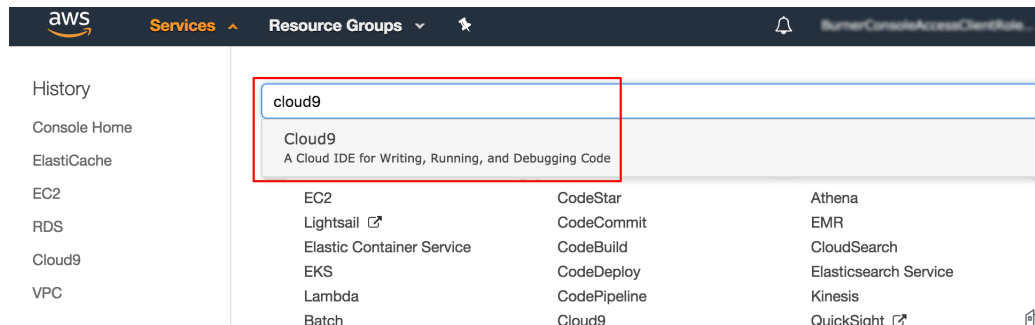 aws
Services
Resource Groups
BurnerConsoleAccessClientRole...
History
Console Home
ElastiCache
EC2
RDS
Cloud9
VPC
cloud9
Cloud9
A Cloud IDE for Writing, Running, and Debugging Code
EC2
Lightsail
Elastic Container Service
EKS
Lambda
Batch
CodeStar
CodeCommit
CodeBuild
CodeDeploy
CodePipeline
Cloud9
Athena
EMR
CloudSearch
Elasticsearch Service
Kinesis
QuickSight